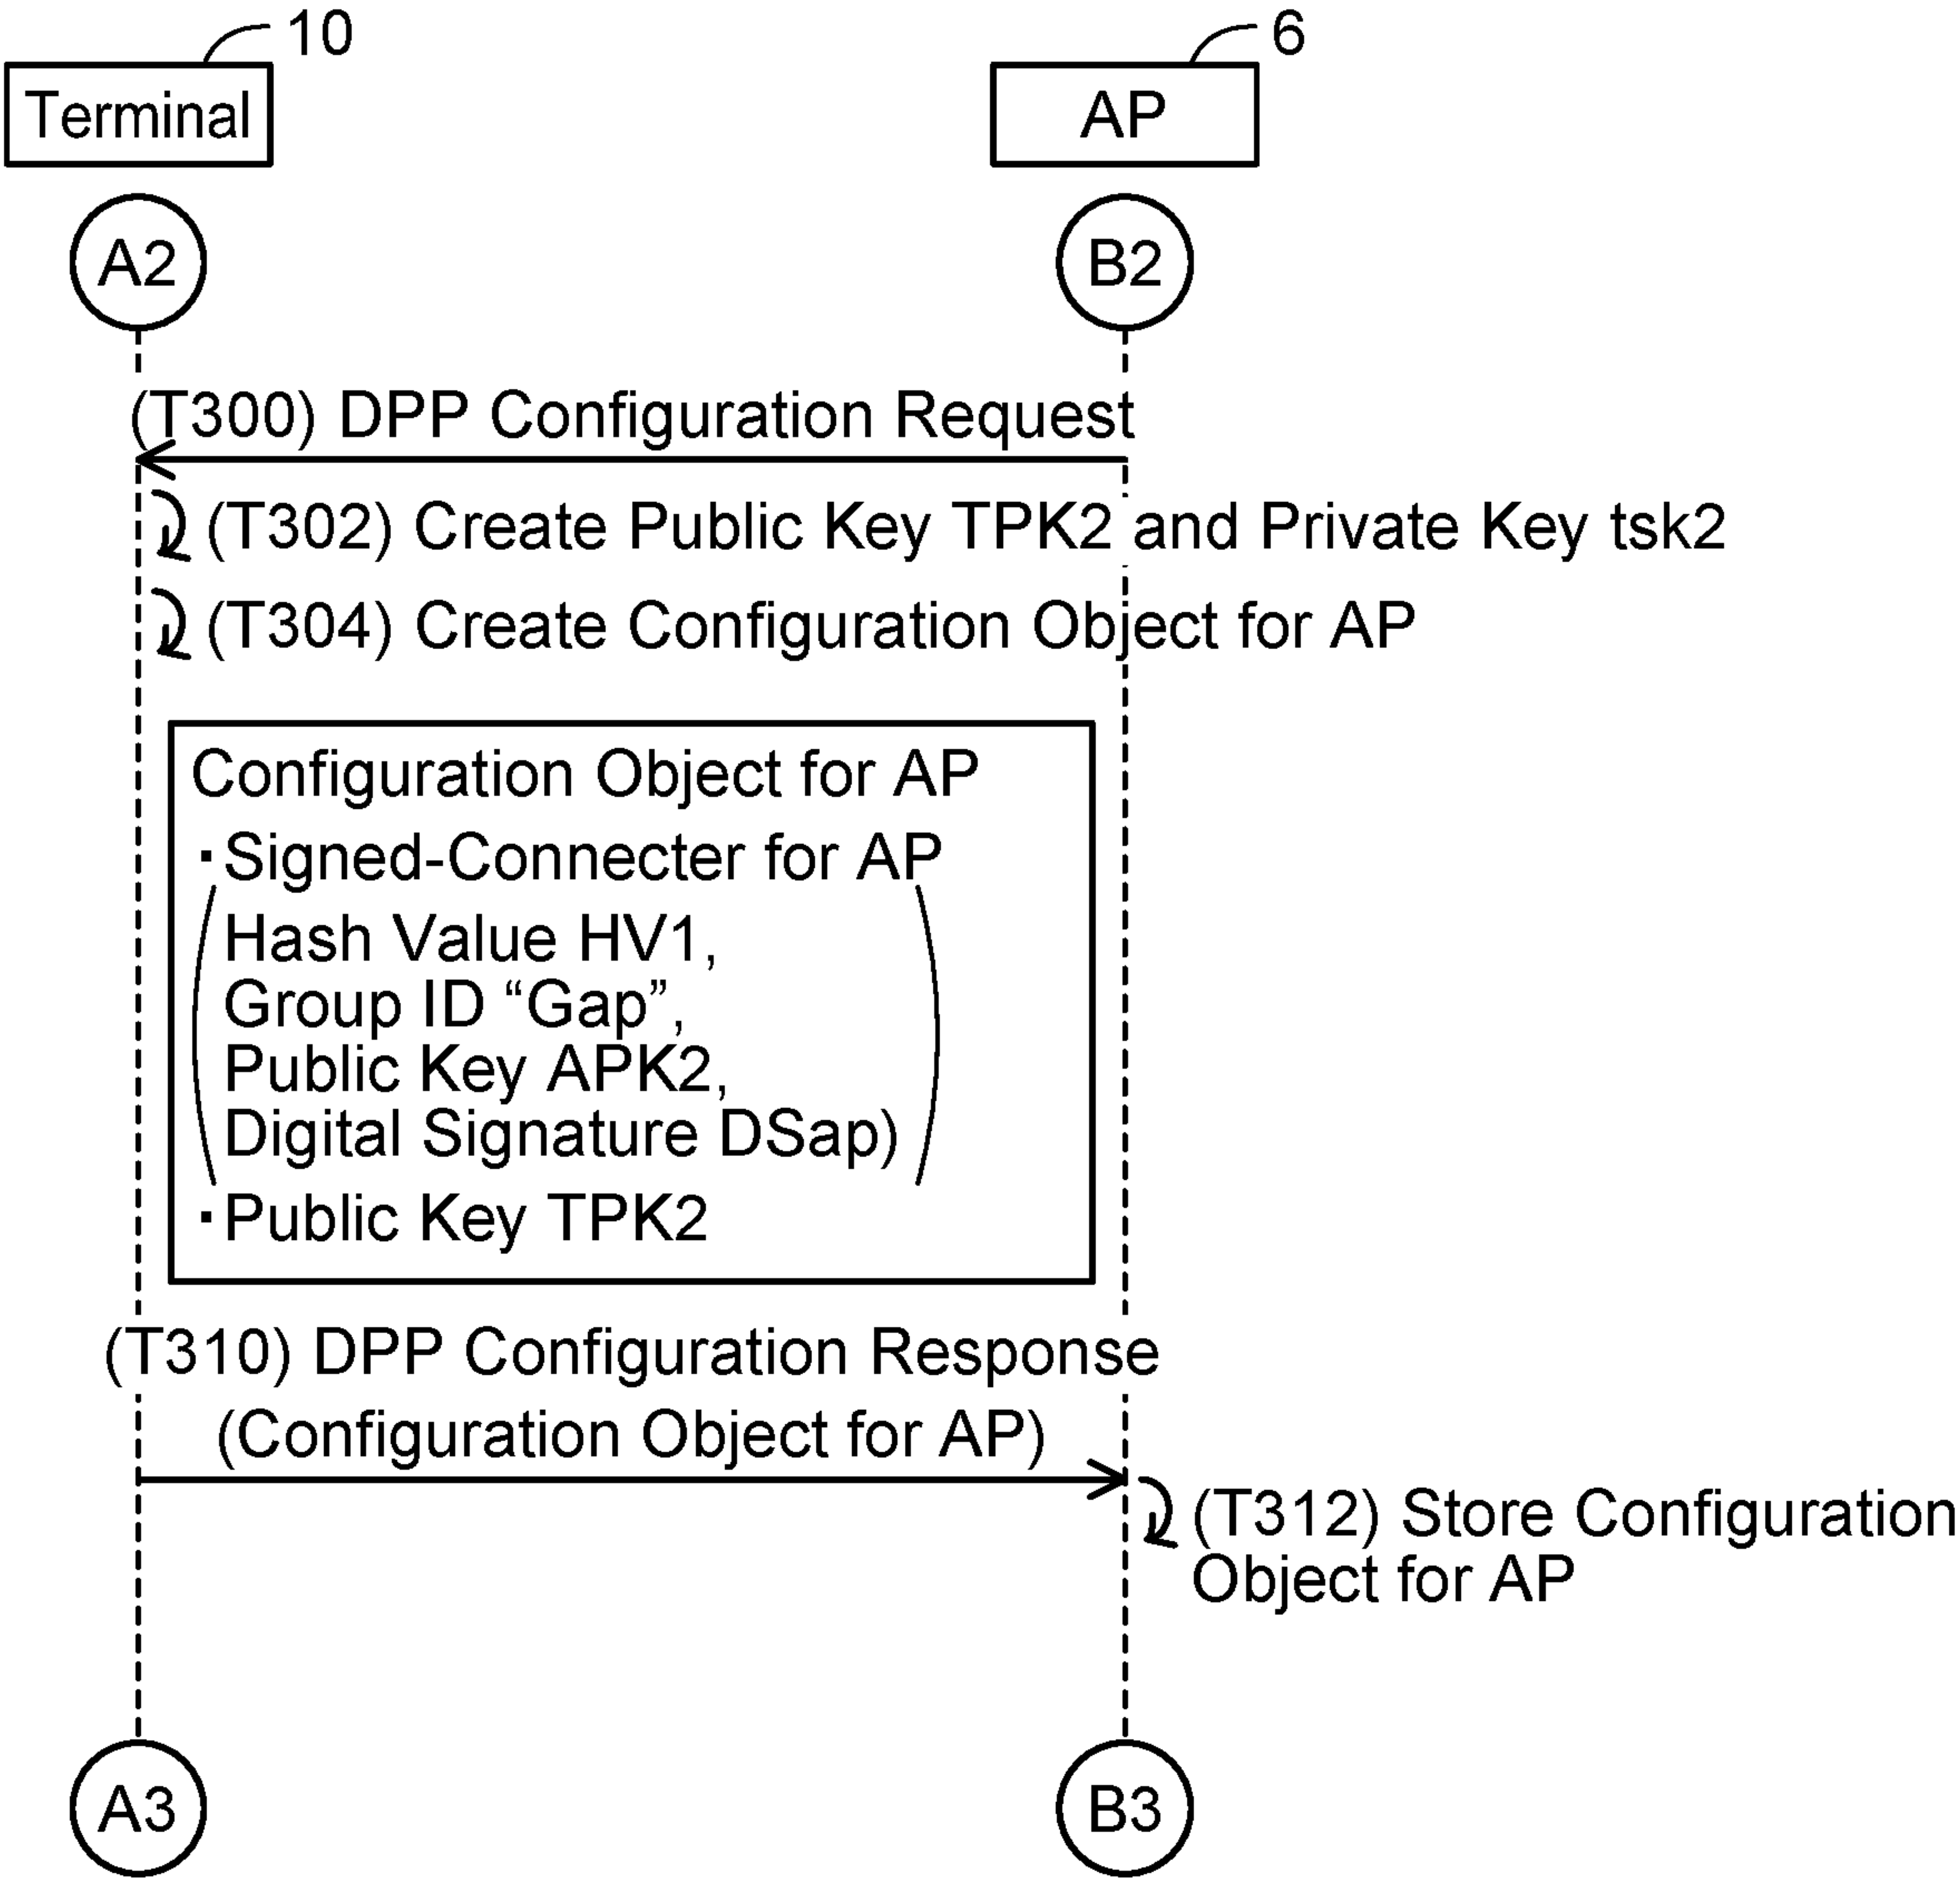 10
6
Terminal
AP
A2
B2
(T300) DPP Configuration Request
(T302) Create Public Key TPK2 and Private Key tsk2
(T304) Create Configuration Object for AP
Configuration Object for AP
・Signed-Connecter for AP
Hash Value HV1,
Group ID “Gap”,
Public Key APK2,
Digital Signature DSap)
・Public Key TPK2
(T310) DPP Configuration Response
(Configuration Object for AP)
(T312) Store Configuration
Object for AP
A3
B3